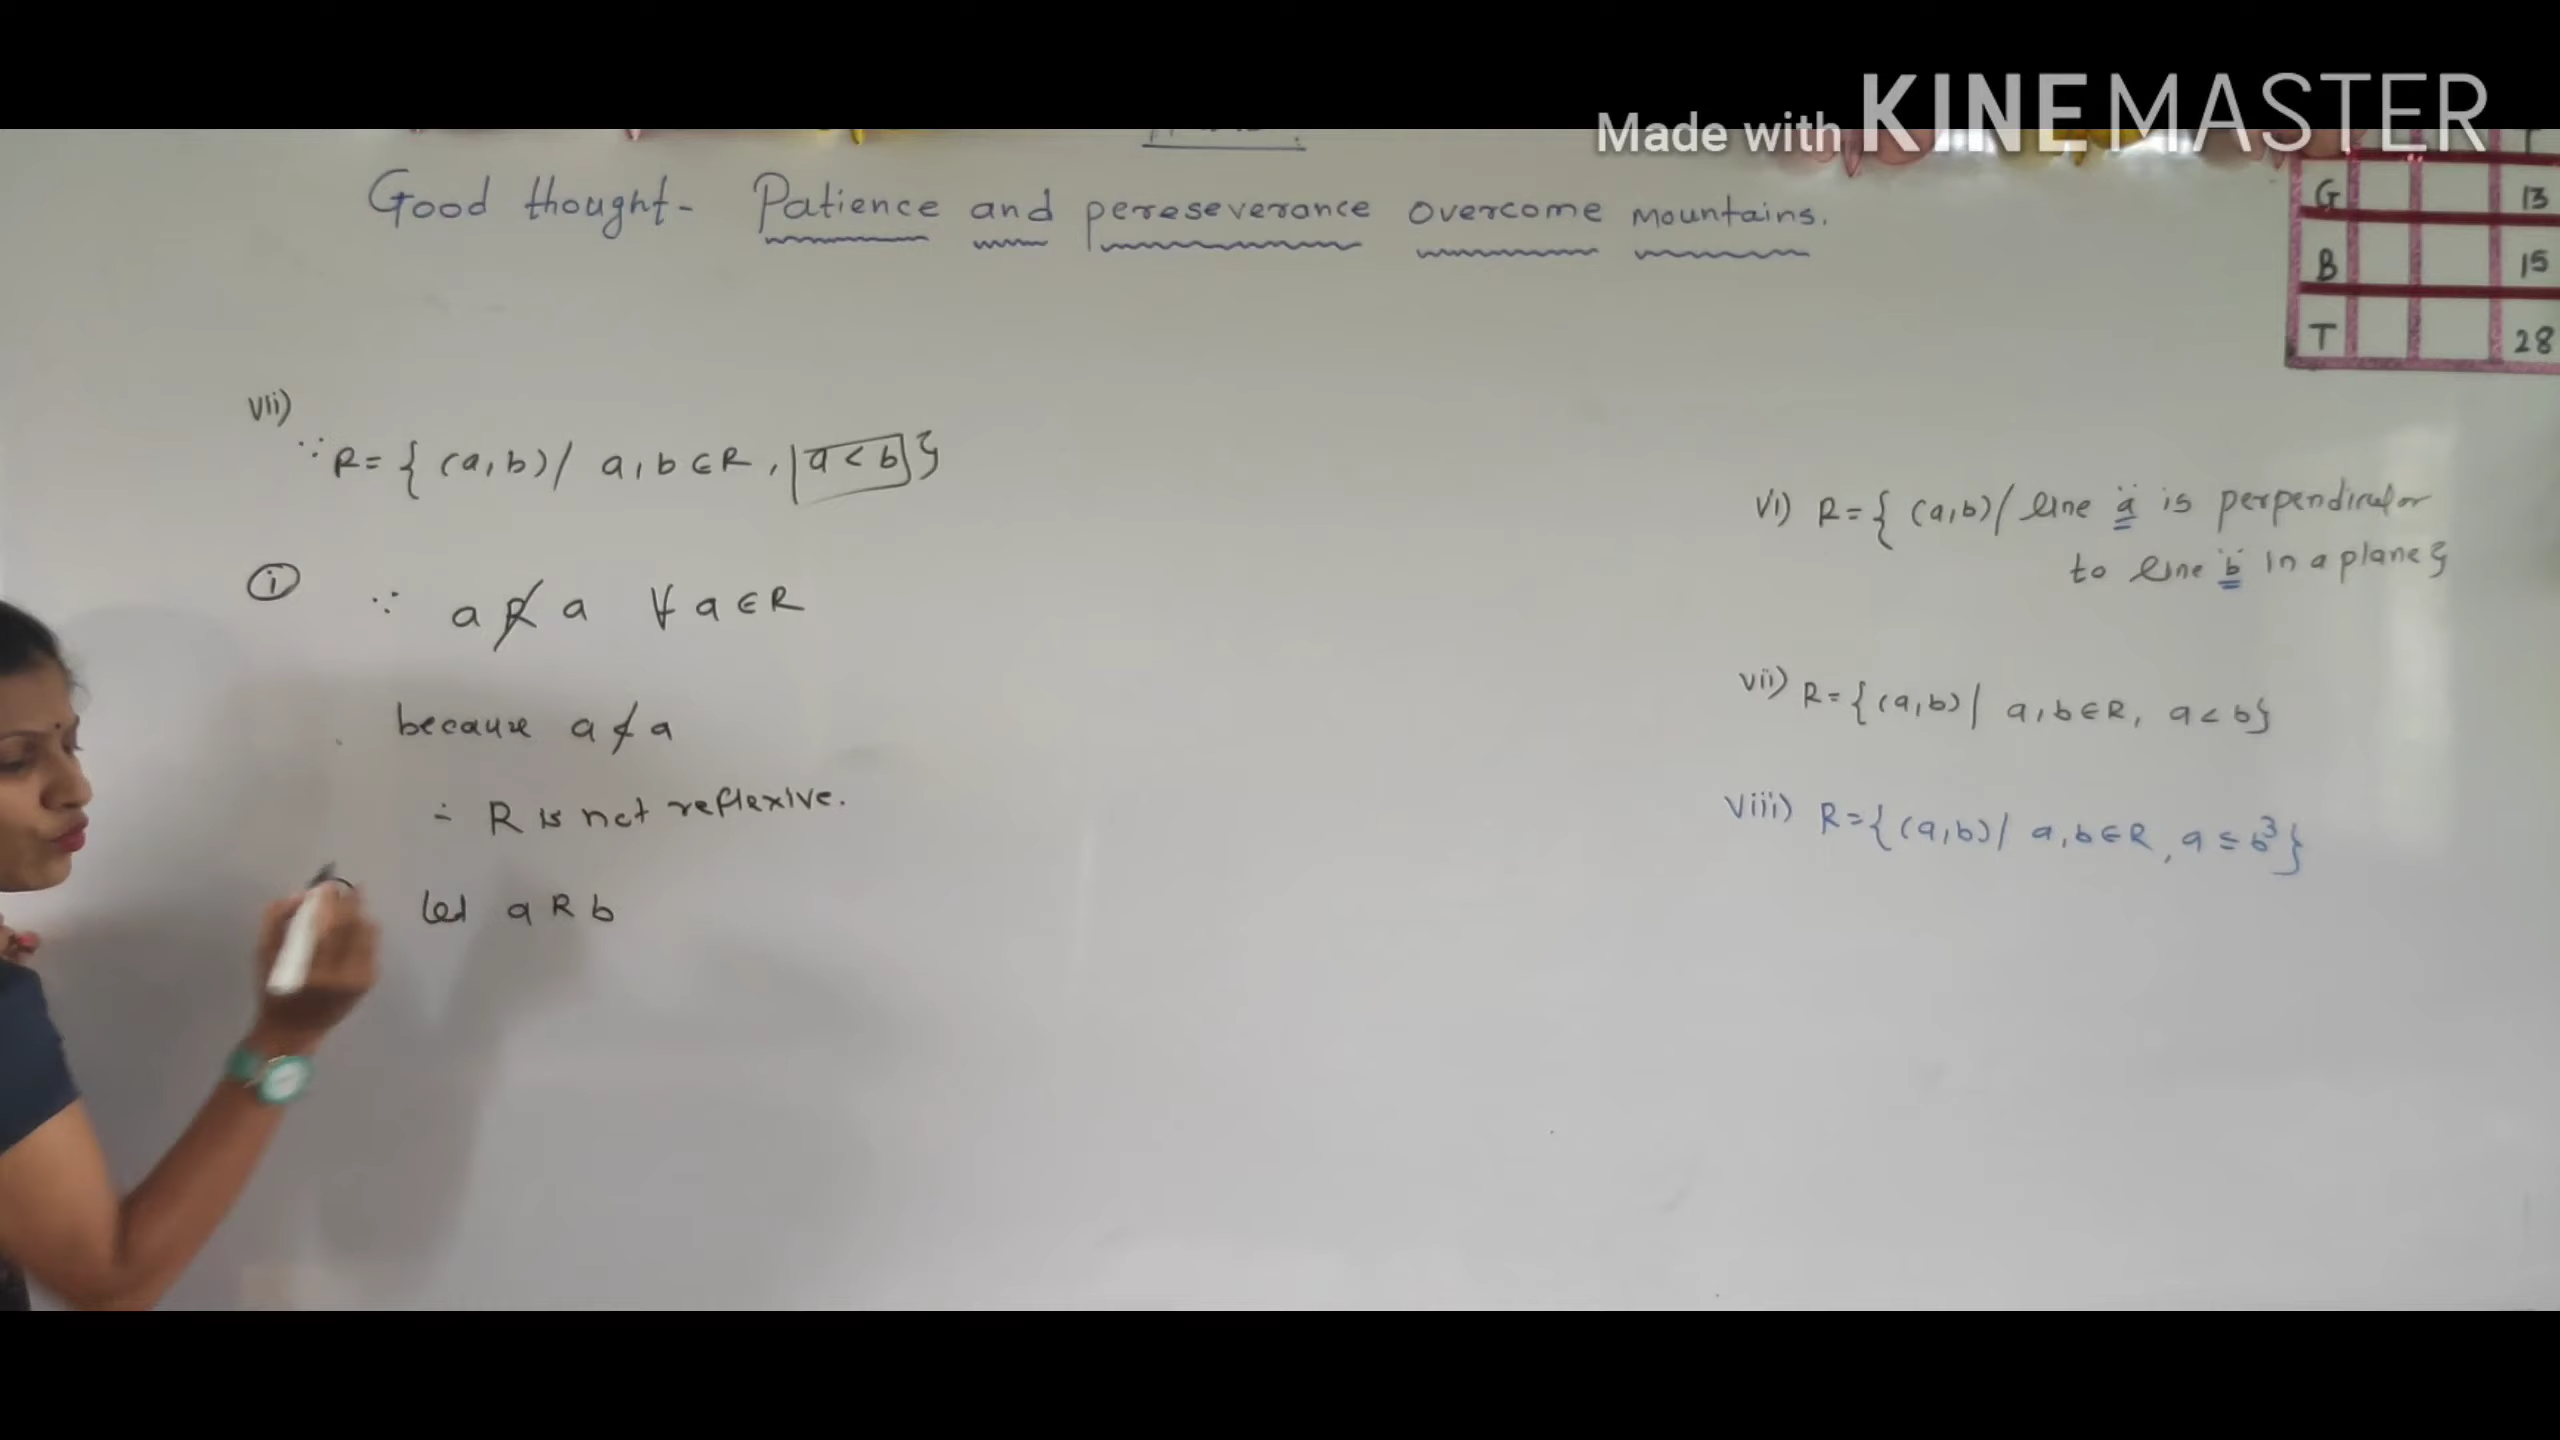 Made with KINEMASTER
Good thought- Patience and pereseverance overcome mountains.
G 13
B 15
T 28
vii)
∵ R = { (a,b) / a,b ∈ R, a < b }
i ∵ a R̸ a ∀ a ∈ R
because a ≮ a
∴ R is not reflexive.
let a R b
vi) R = { (a,b) / line "a" is perpendicular
to line "b" in a plane }
vii) R = { (a,b) | a,b ∈ R, a < b }
viii) R = { (a,b) / a,b ∈ R, a ≤ b³ }